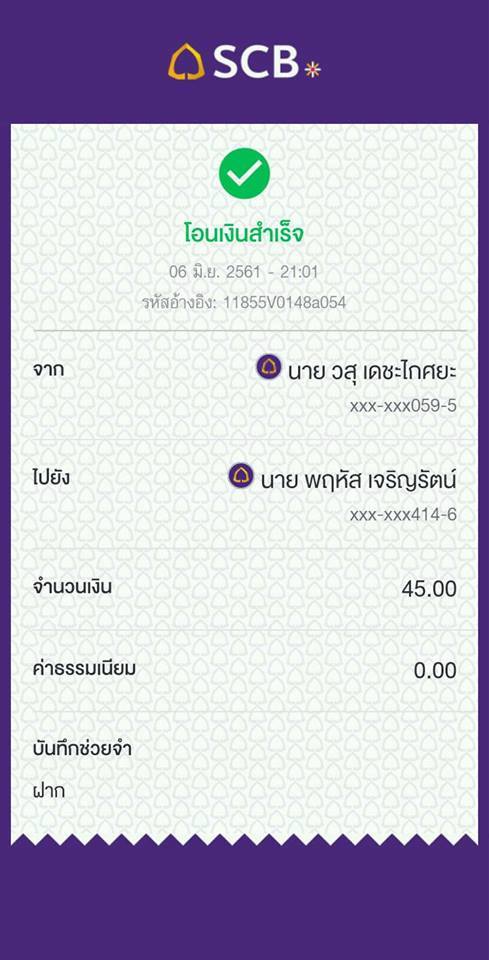 SCB
โอนเงินสำเร็จ
06 มิ.ย. 2561 - 21:01
รหัสอ้างอิง: 11855V0148a054
จาก
นาย วสุ เดชะไกศยะ
xxx-xxx059-5
ไปยัง
นาย พฤหัส เจริญรัตน์
xxx-xxx414-6
จำนวนเงิน 45.00
ค่าธรรมเนียม 0.00
บันทึกช่วยจำ
ฝาก